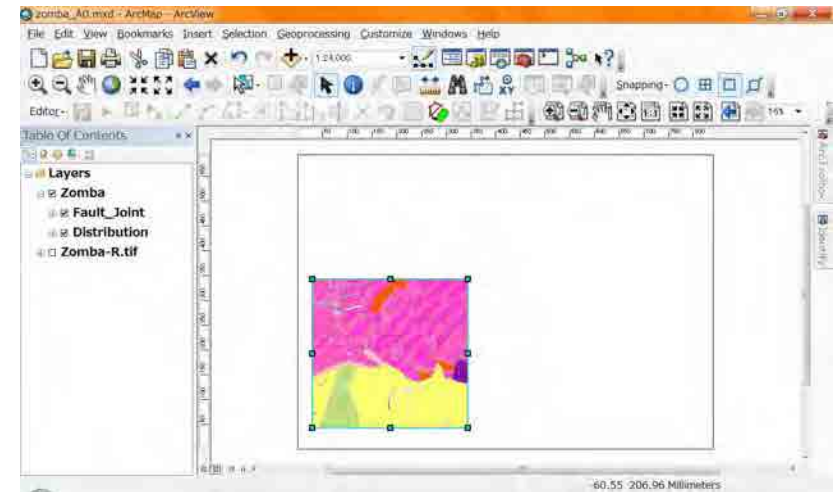 zomba_A0.mxd - ArcMap - ArcView
File Edit View Bookmarks Insert Selection Geoprocessing Customize Windows Help
1:24,000
Snapping
Editor
16%
Table Of Contents
Layers
Zomba
Fault_Joint
Distribution
Zomba-R.tif
ArcToolbox
Identify
-60.55 206.96 Millimeters